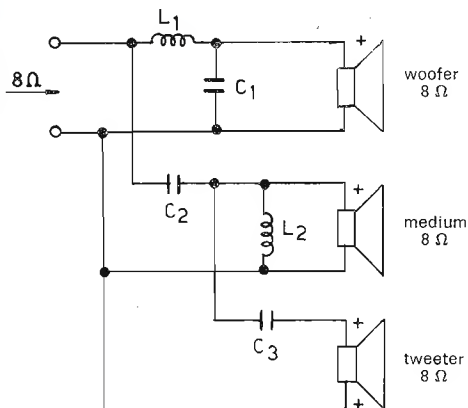 L1
+
8Ω
C1
woofer
8 Ω
+
C2
L2
medium
8 Ω
+
C3
tweeter
8 Ω
+